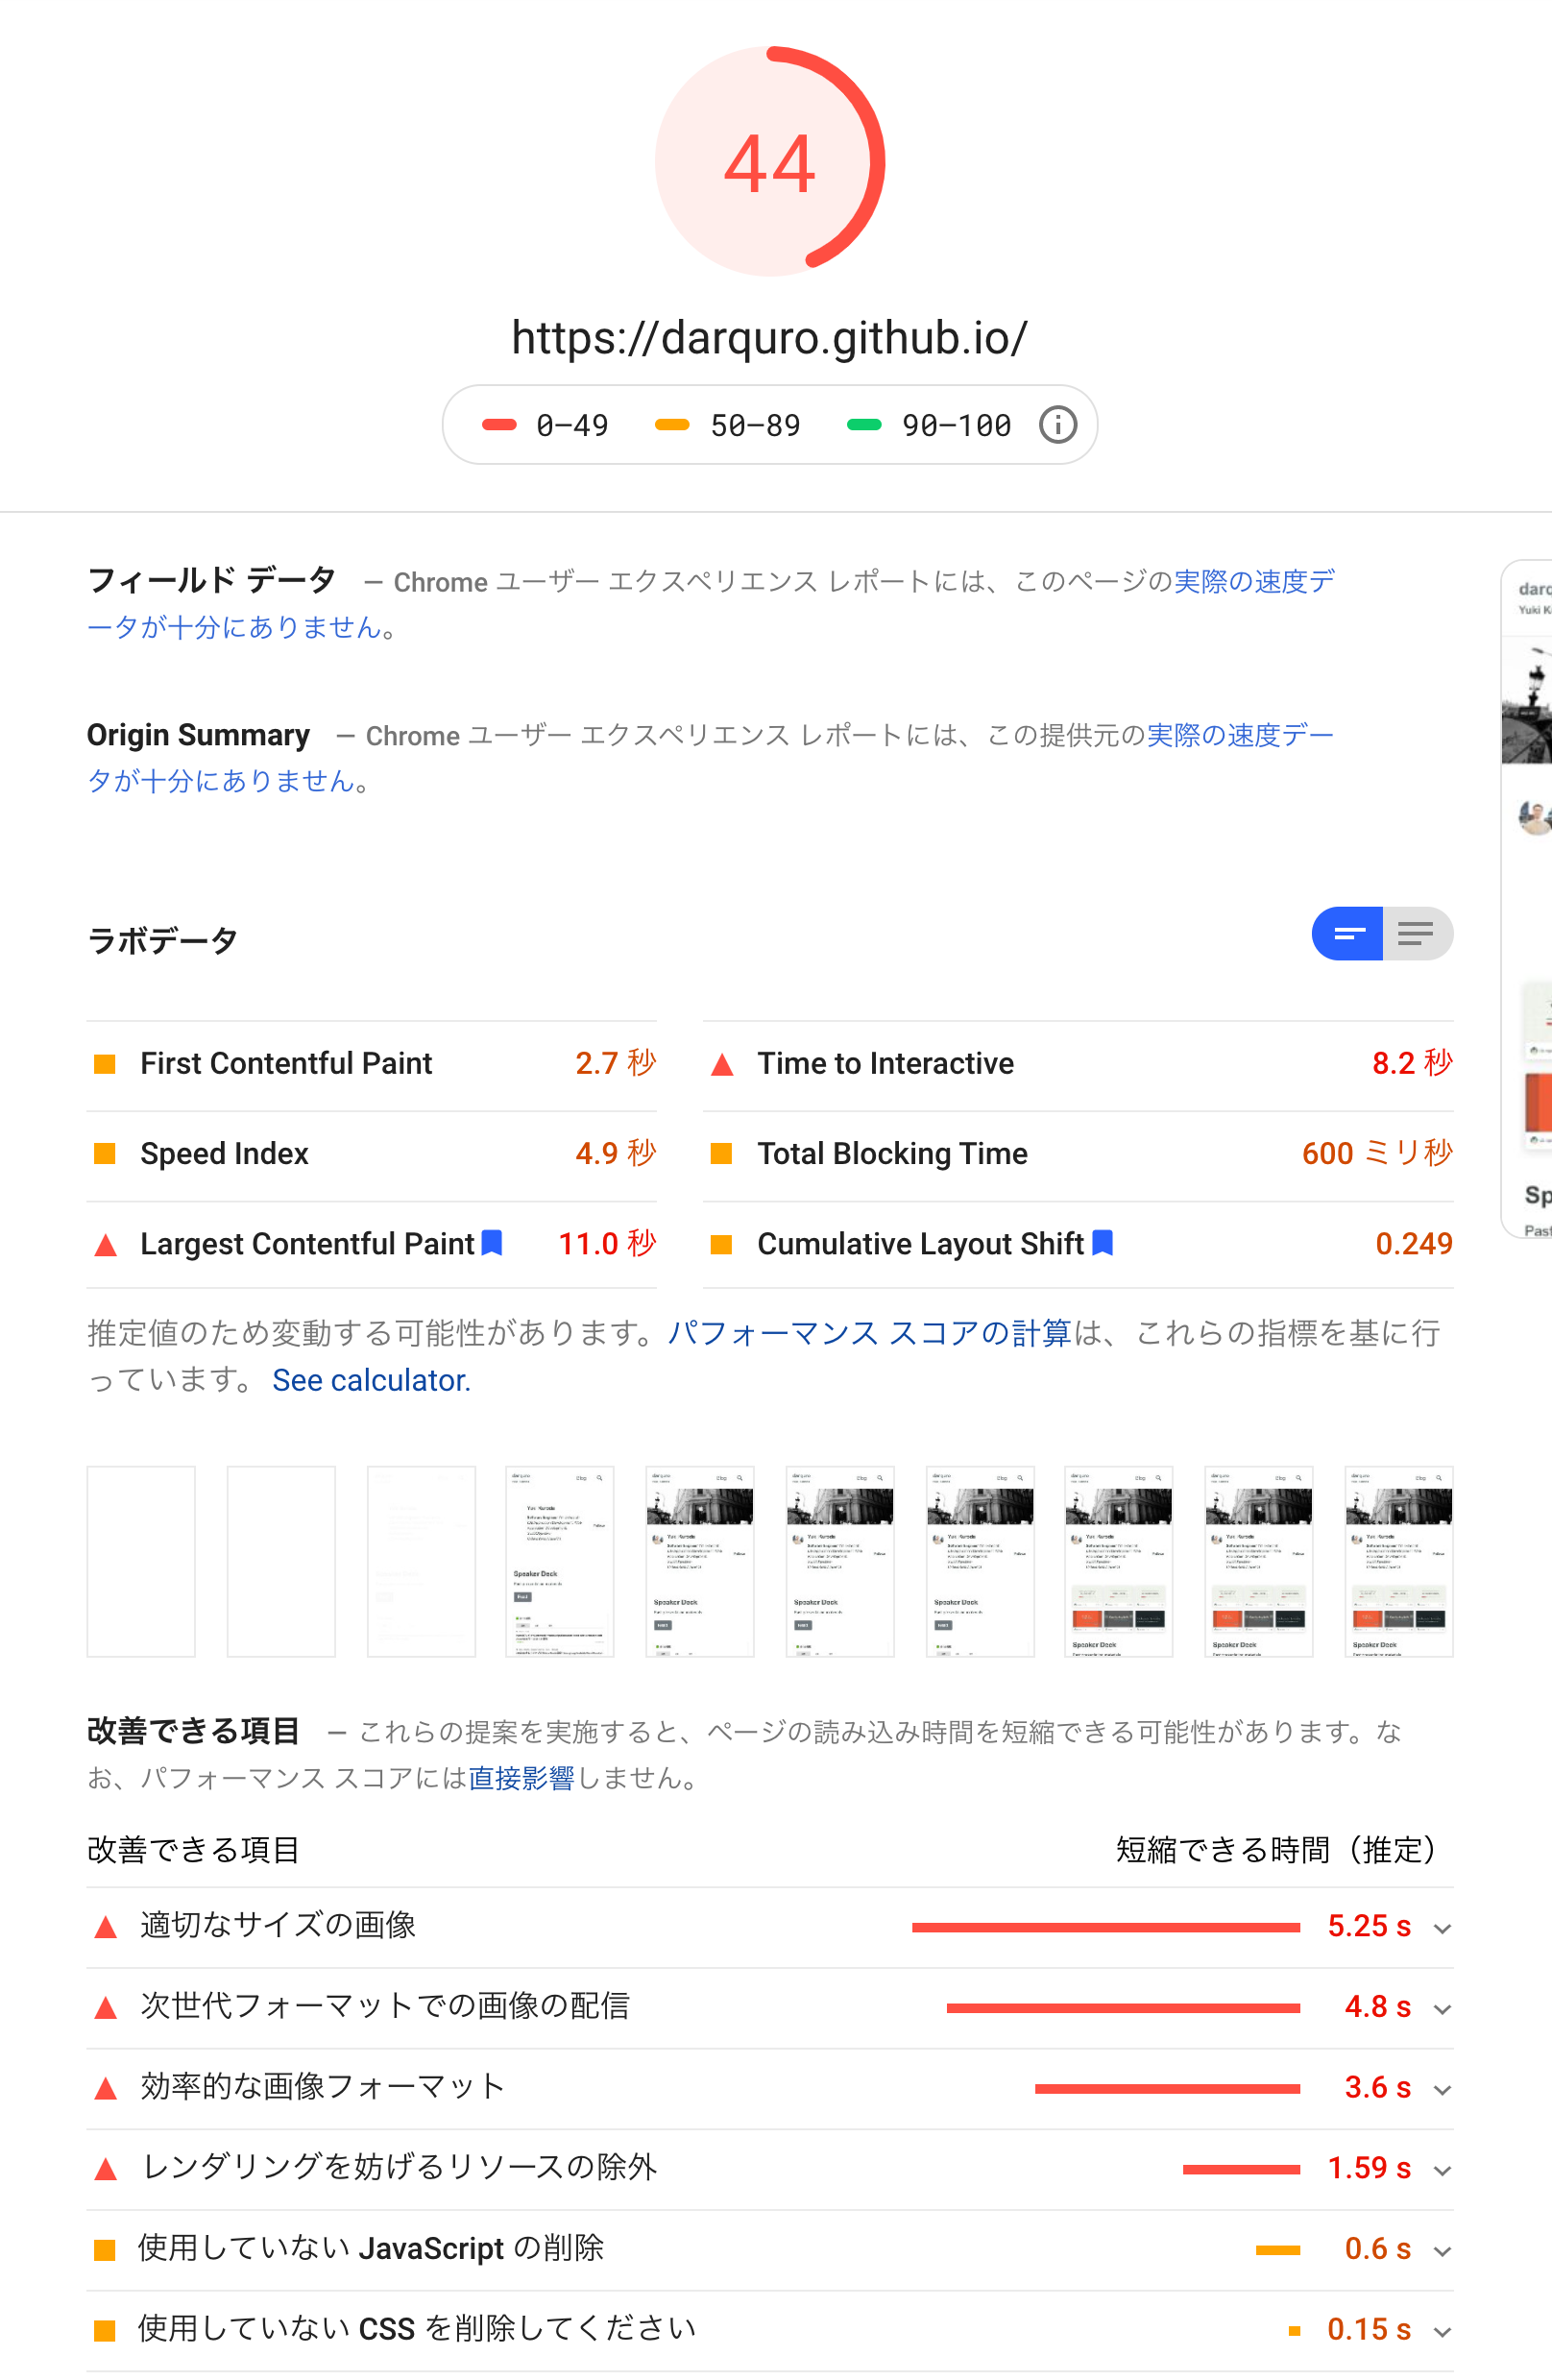 44
https://darquro.github.io/
0–49 50–89 90–100
フィールド データ — Chrome ユーザー エクスペリエンス レポートには、このページの実際の速度デ
ータが十分にありません。
Origin Summary — Chrome ユーザー エクスペリエンス レポートには、この提供元の実際の速度デー
タが十分にありません。
ラボデータ
First Contentful Paint 2.7 秒
Time to Interactive 8.2 秒
Speed Index 4.9 秒
Total Blocking Time 600 ミリ秒
Largest Contentful Paint 11.0 秒
Cumulative Layout Shift 0.249
推定値のため変動する可能性があります。パフォーマンス スコアの計算は、これらの指標を基に行
っています。 See calculator.
Speaker Deck
Speaker Deck
Speaker Deck
Speaker Deck
Speaker Deck
Speaker Deck
Speaker Deck
改善できる項目 — これらの提案を実施すると、ページの読み込み時間を短縮できる可能性があります。な
お、パフォーマンス スコアには直接影響しません。
改善できる項目 短縮できる時間（推定）
適切なサイズの画像 5.25 s
次世代フォーマットでの画像の配信 4.8 s
効率的な画像フォーマット 3.6 s
レンダリングを妨げるリソースの除外 1.59 s
使用していない JavaScript の削除 0.6 s
使用していない CSS を削除してください 0.15 s